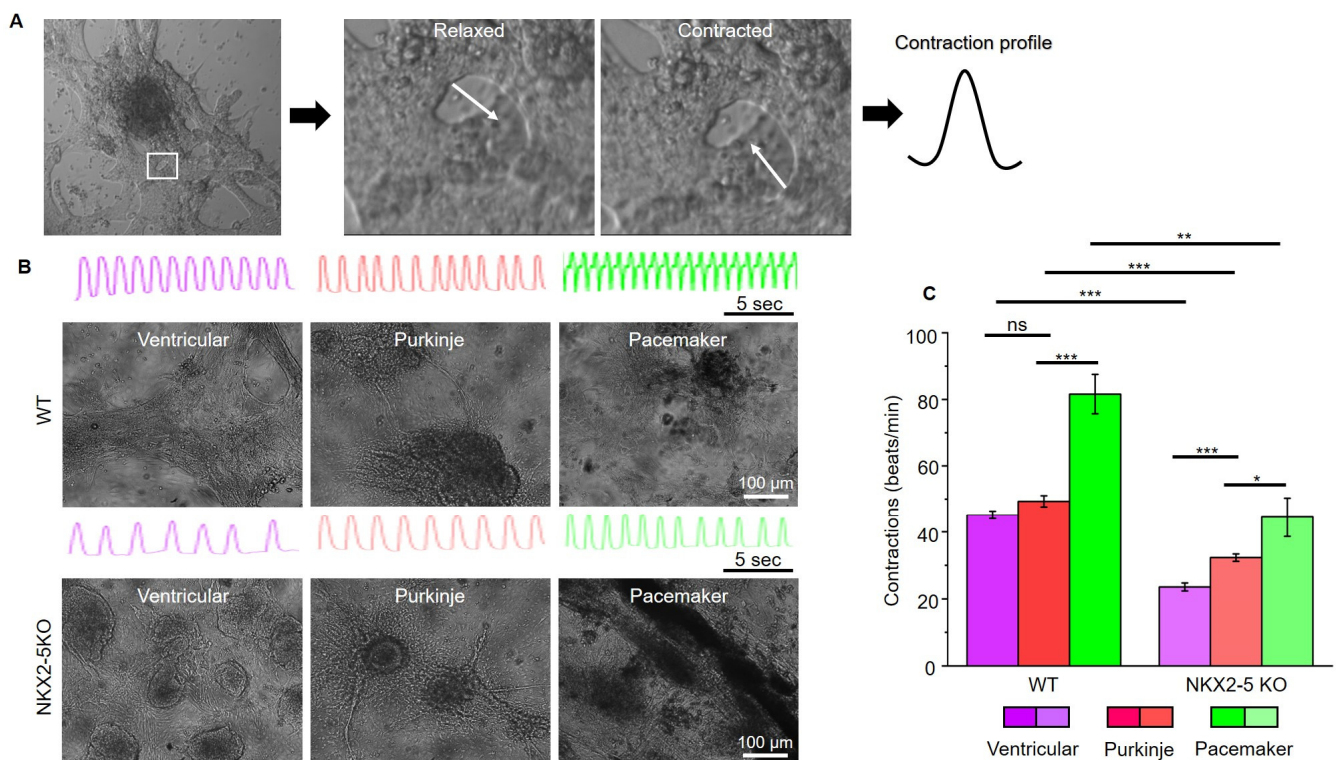 A
Relaxed
Contracted
Contraction profile
B
5 sec
WT
Ventricular
Purkinje
Pacemaker
100 µm
5 sec
NKX2-5KO
Ventricular
Purkinje
Pacemaker
100 µm
C
**
***
***
ns
***
***
*
Contractions (beats/min)
100
80
60
40
20
0
WT
NKX2-5 KO
Ventricular
Purkinje
Pacemaker